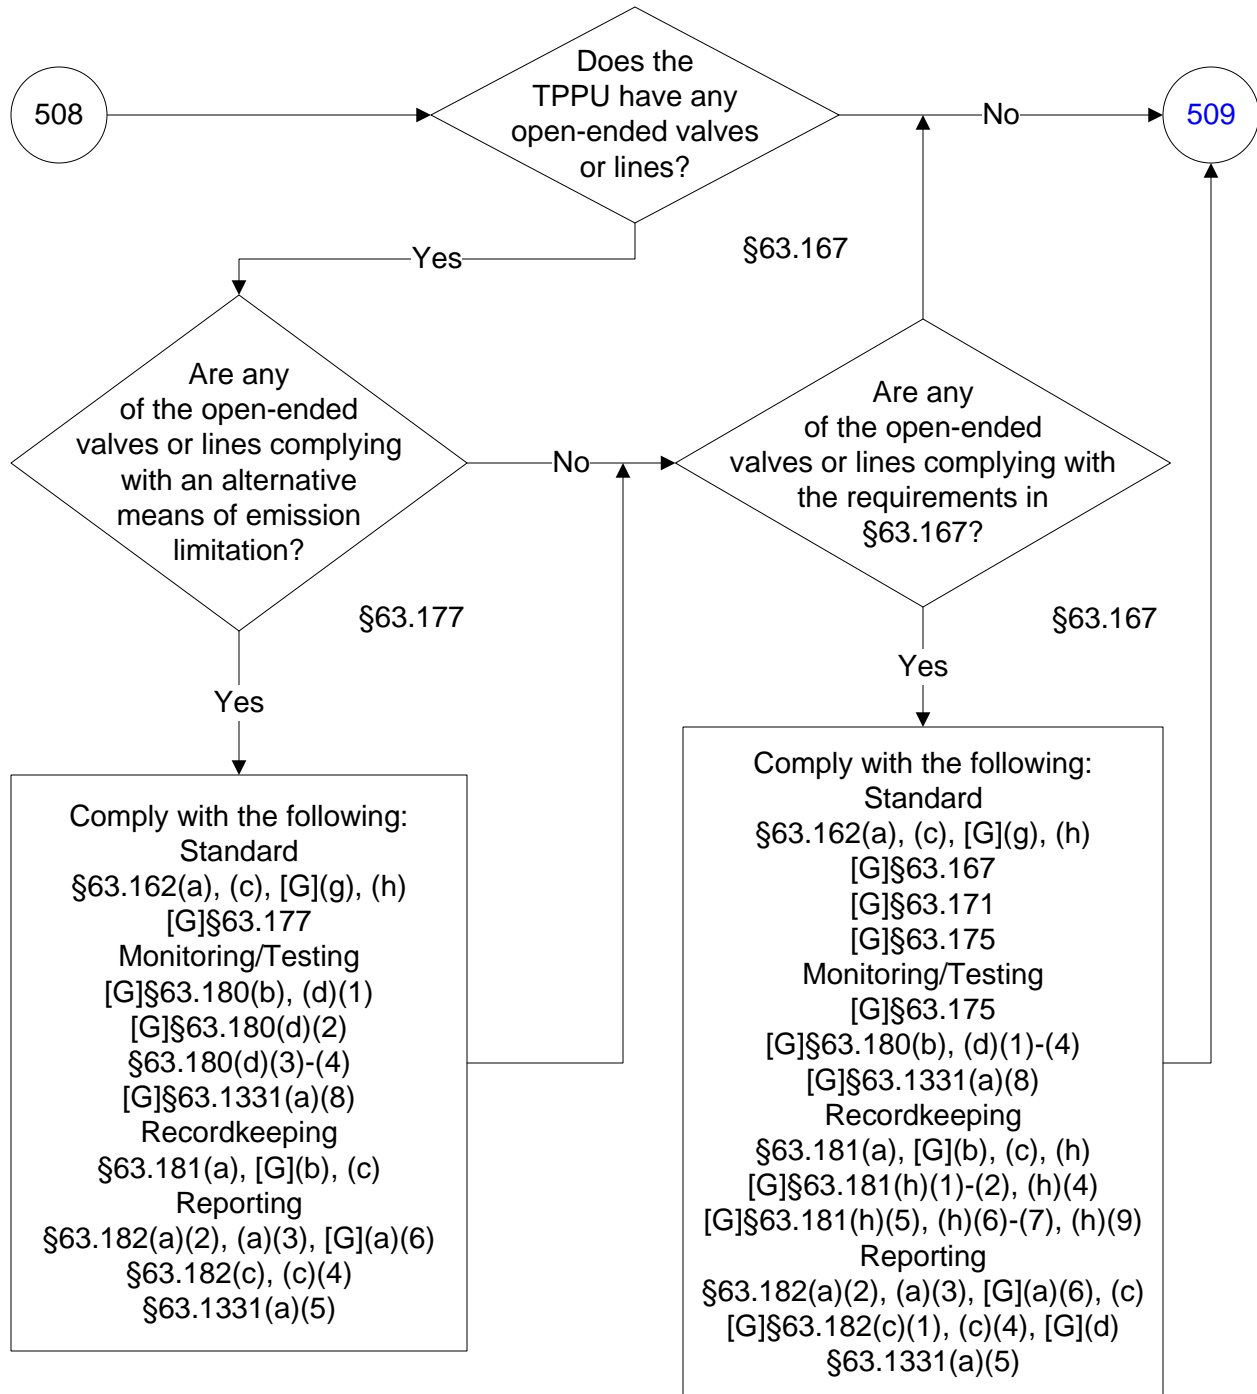 508
Does the
TPPU have any
open-ended valves
or lines?
No
509
§63.167
Yes
Are any
of the open-ended
valves or lines complying
with an alternative
means of emission
limitation?
§63.177
No
Are any
of the open-ended
valves or lines complying with
the requirements in
§63.167?
§63.167
Yes
Yes
Comply with the following:
Standard
§63.162(a), (c), [G](g), (h)
[G]§63.177
Monitoring/Testing
[G]§63.180(b), (d)(1)
[G]§63.180(d)(2)
§63.180(d)(3)-(4)
[G]§63.1331(a)(8)
Recordkeeping
§63.181(a), [G](b), (c)
Reporting
§63.182(a)(2), (a)(3), [G](a)(6)
§63.182(c), (c)(4)
§63.1331(a)(5)
Comply with the following:
Standard
§63.162(a), (c), [G](g), (h)
[G]§63.167
[G]§63.171
[G]§63.175
Monitoring/Testing
[G]§63.175
[G]§63.180(b), (d)(1)-(4)
[G]§63.1331(a)(8)
Recordkeeping
§63.181(a), [G](b), (c), (h)
[G]§63.181(h)(1)-(2), (h)(4)
[G]§63.181(h)(5), (h)(6)-(7), (h)(9)
Reporting
§63.182(a)(2), (a)(3), [G](a)(6), (c)
[G]§63.182(c)(1), (c)(4), [G](d)
§63.1331(a)(5)